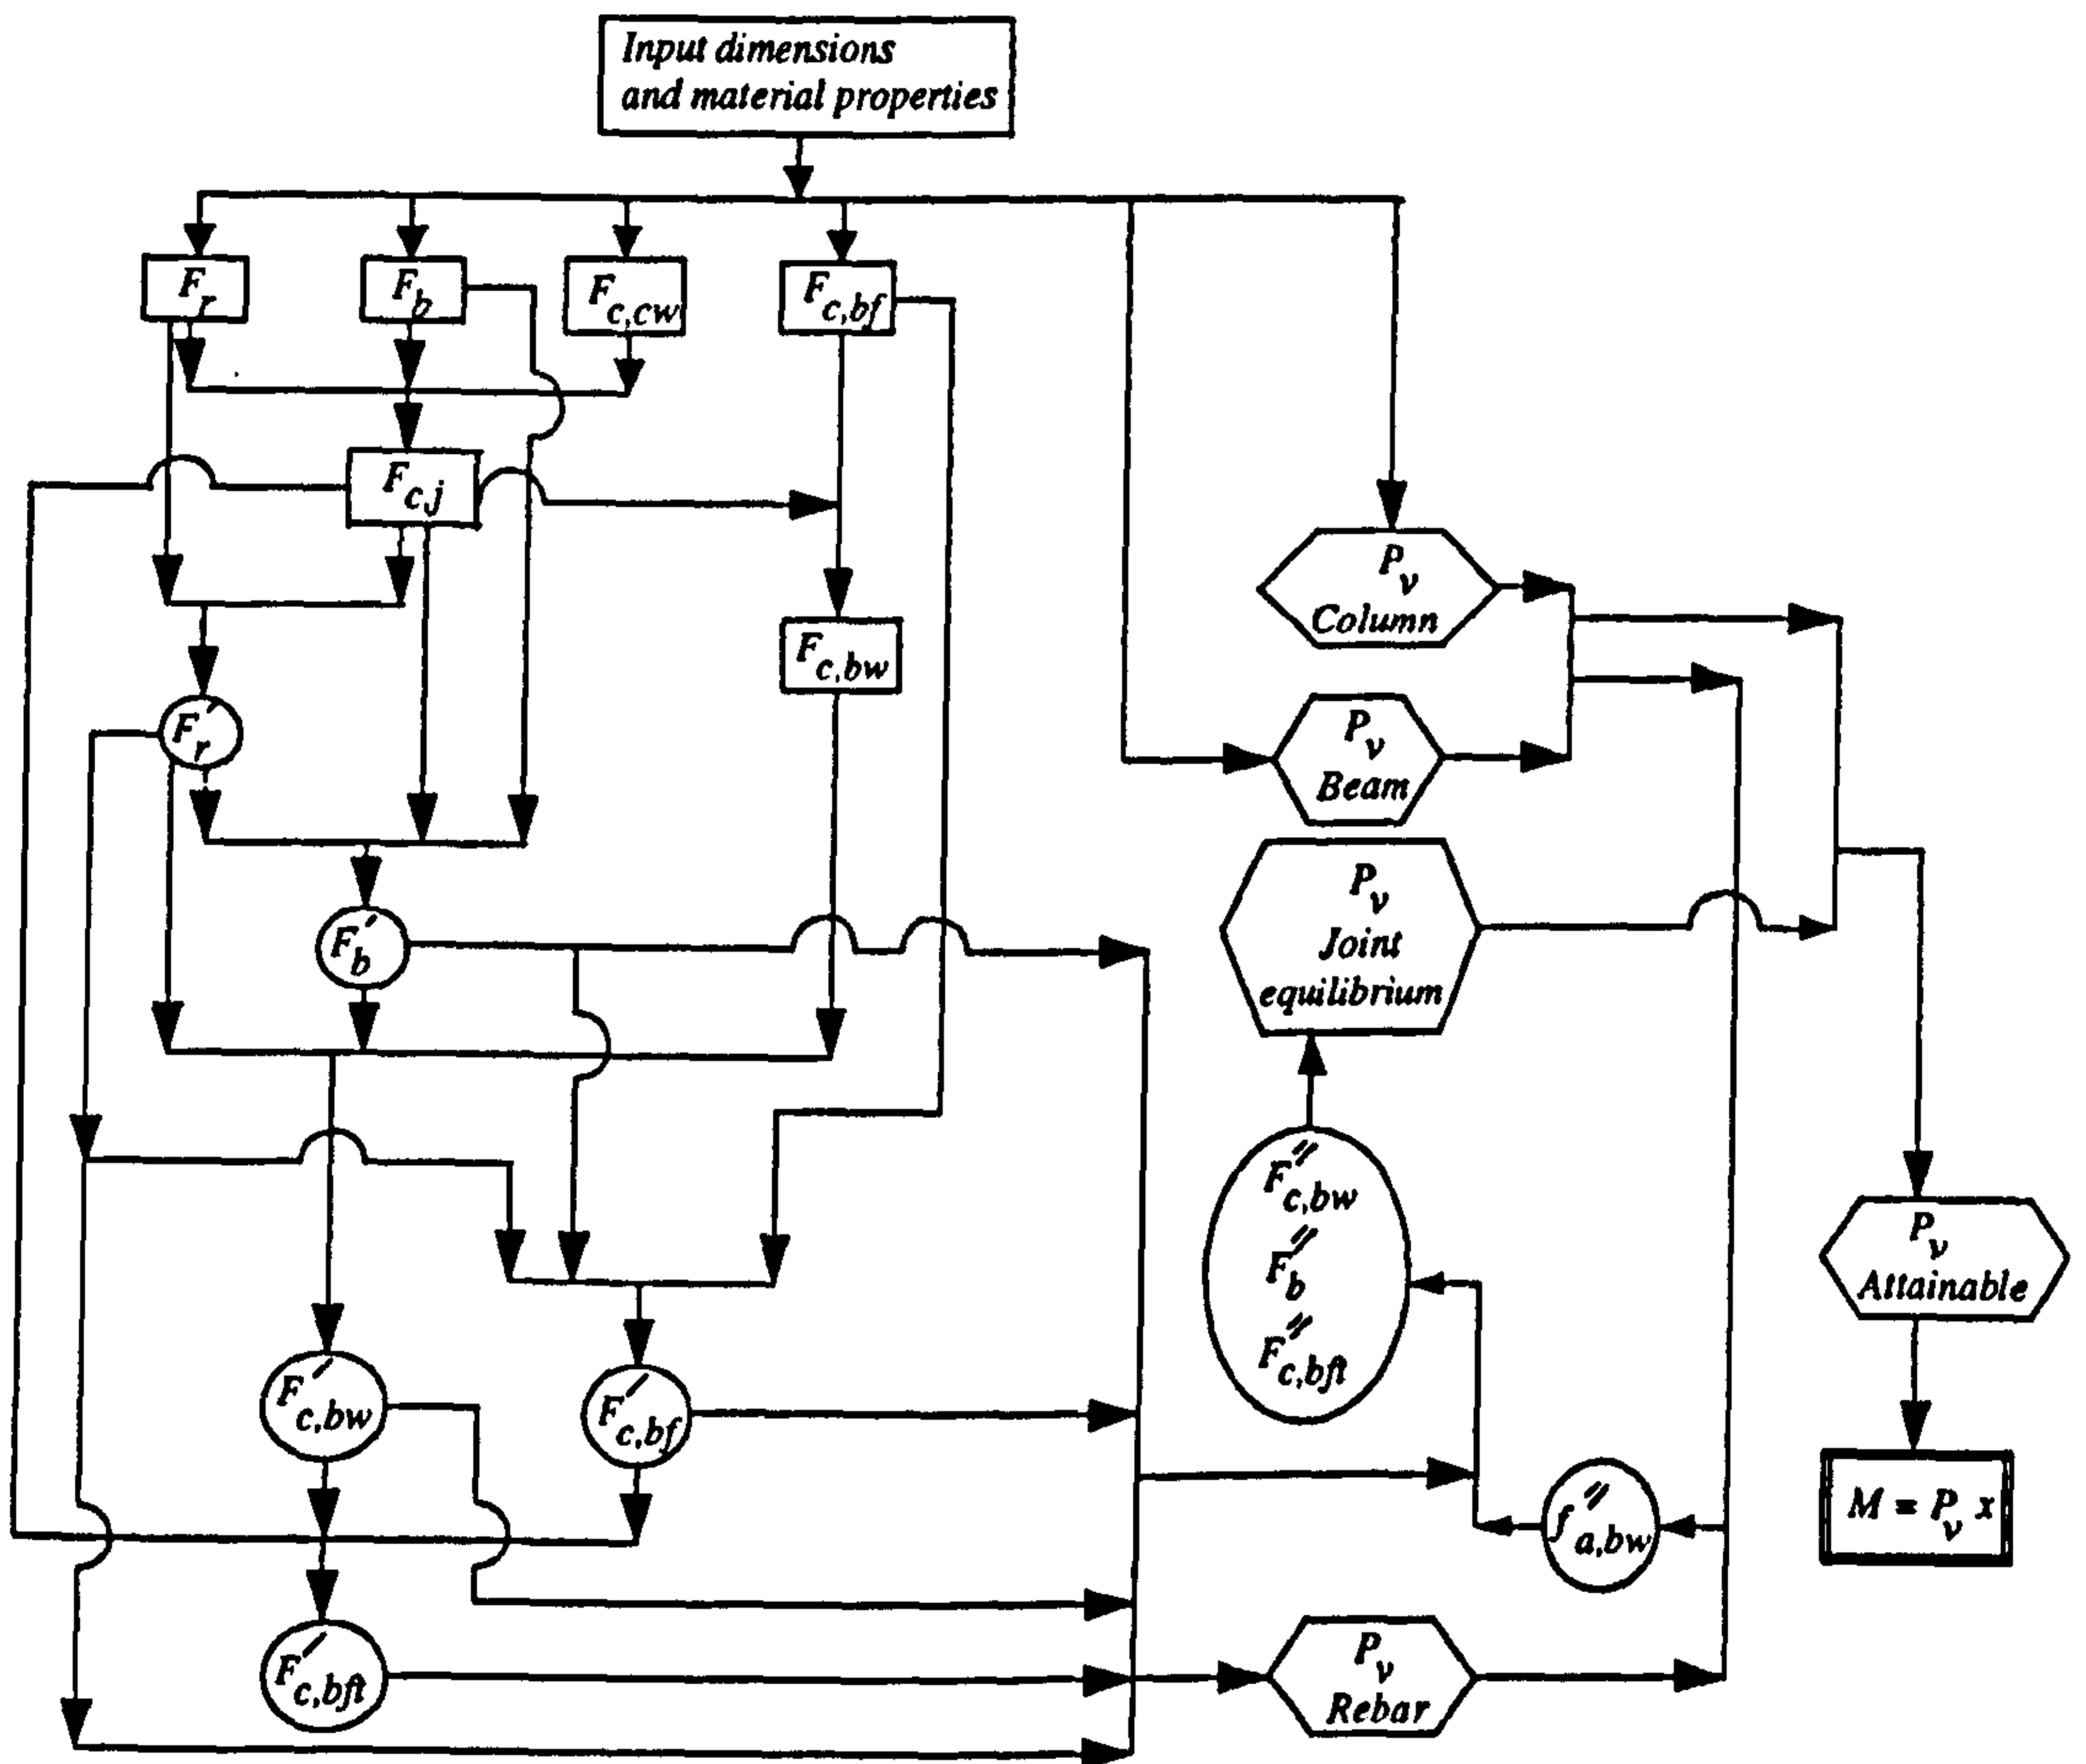 Input dimensions
and material properties
F_r
F_b
F_c,cw
F_c,bf
F_c,j
P_v
Column
F_c,bw
F′_r
P_v
Beam
P_v
Joint
equilibrium
F′_b
F″_c,bw
F″_b
F″_c,bft
P_v
Attainable
F′_c,bw
F′_c,bf
f″_a,bw
M = P_v x
F′_c,bft
P_v
Rebar